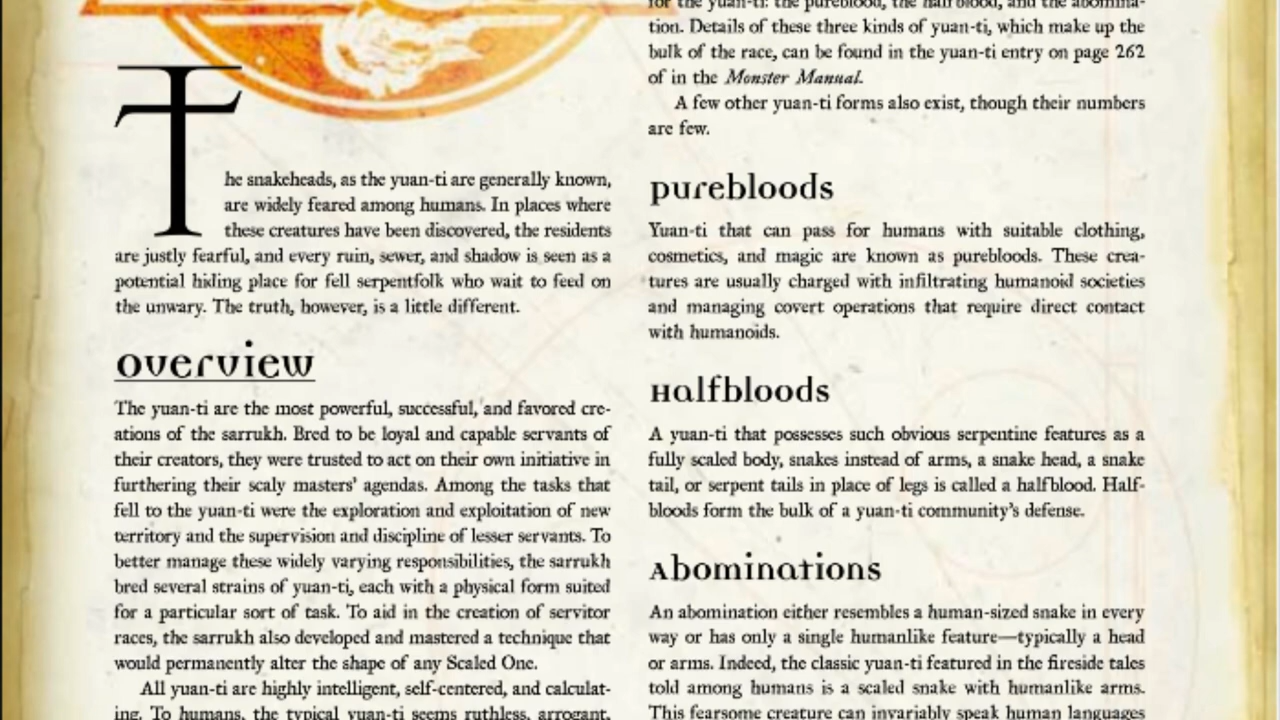 The snakeheads, as the yuan-ti are generally known,
are widely feared among humans. In places where
these creatures have been discovered, the residents
are justly fearful, and every ruin, sewer, and shadow is seen as a
potential hiding place for fell serpentfolk who wait to feed on
the unwary. The truth, however, is a little different.
overview
The yuan-ti are the most powerful, successful, and favored cre-
ations of the sarrukh. Bred to be loyal and capable servants of
their creators, they were trusted to act on their own initiative in
furthering their scaly masters' agendas. Among the tasks that
fell to the yuan-ti were the exploration and exploitation of new
territory and the supervision and discipline of lesser servants. To
better manage these widely varying responsibilities, the sarrukh
bred several strains of yuan-ti, each with a physical form suited
for a particular sort of task. To aid in the creation of servitor
races, the sarrukh also developed and mastered a technique that
would permanently alter the shape of any Scaled One.
All yuan-ti are highly intelligent, self-centered, and calculat-
ing. To humans, the typical yuan-ti seems ruthless, arrogant,
for the yuan-ti: the pureblood, the halfblood, and the abomina-
tion. Details of these three kinds of yuan-ti, which make up the
bulk of the race, can be found in the yuan-ti entry on page 262
of in the Monster Manual.
A few other yuan-ti forms also exist, though their numbers
are few.
purebloods
Yuan-ti that can pass for humans with suitable clothing,
cosmetics, and magic are known as purebloods. These crea-
tures are usually charged with infiltrating humanoid societies
and managing covert operations that require direct contact
with humanoids.
Halfbloods
A yuan-ti that possesses such obvious serpentine features as a
fully scaled body, snakes instead of arms, a snake head, a snake
tail, or serpent tails in place of legs is called a halfblood. Half-
bloods form the bulk of a yuan-ti community's defense.
Abominations
An abomination either resembles a human-sized snake in every
way or has only a single humanlike feature—typically a head
or arms. Indeed, the classic yuan-ti featured in the fireside tales
told among humans is a scaled snake with humanlike arms.
This fearsome creature can invariably speak human languages